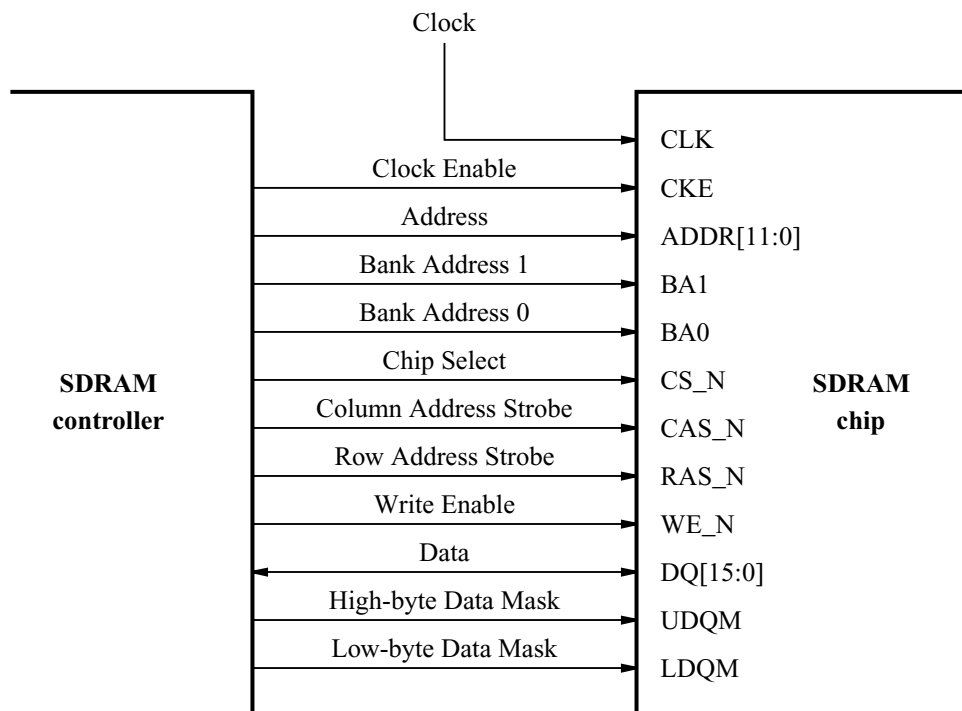 Clock
CLK
Clock Enable
CKE
Address
ADDR[11:0]
Bank Address 1
BA1
Bank Address 0
BA0
Chip Select
CS_N
SDRAM
controller
SDRAM
chip
Column Address Strobe
CAS_N
Row Address Strobe
RAS_N
Write Enable
WE_N
Data
DQ[15:0]
High-byte Data Mask
UDQM
Low-byte Data Mask
LDQM